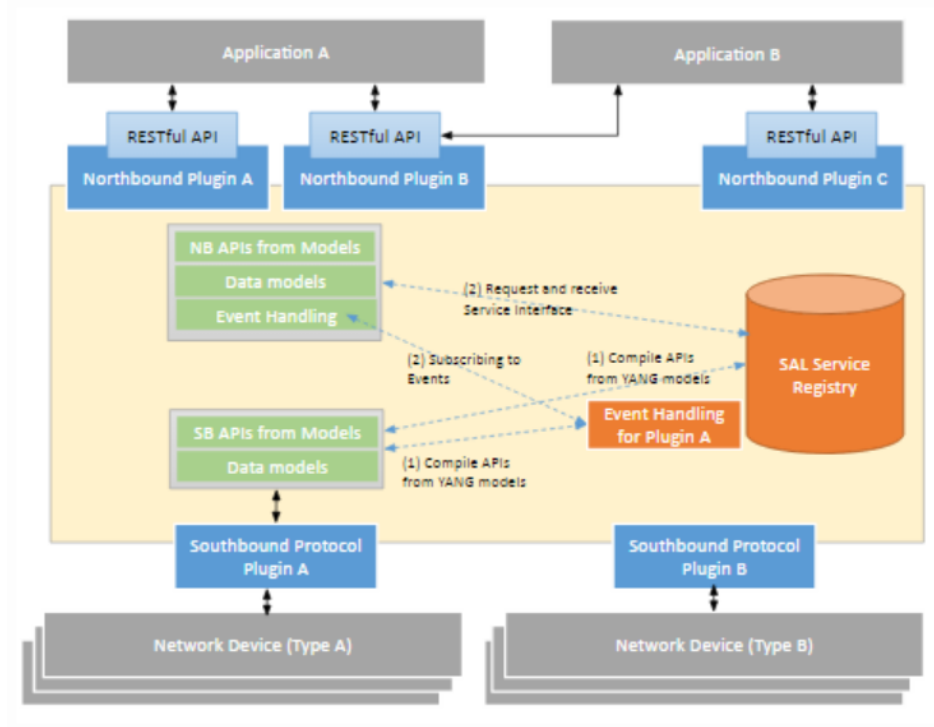 Application A
Application B
RESTful API
RESTful API
RESTful API
Northbound Plugin A
Northbound Plugin B
Northbound Plugin C
NB APIs from Models
Data models
Event Handling
(2) Request and receive
Service Interface
(2) Subscribing to
Events
(1) Compile APIs
from YANG models
SAL Service
Registry
Event Handling
for Plugin A
SB APIs from Models
Data models
(1) Compile APIs
from YANG models
Southbound Protocol
Plugin A
Southbound Protocol
Plugin B
Network Device (Type A)
Network Device (Type B)